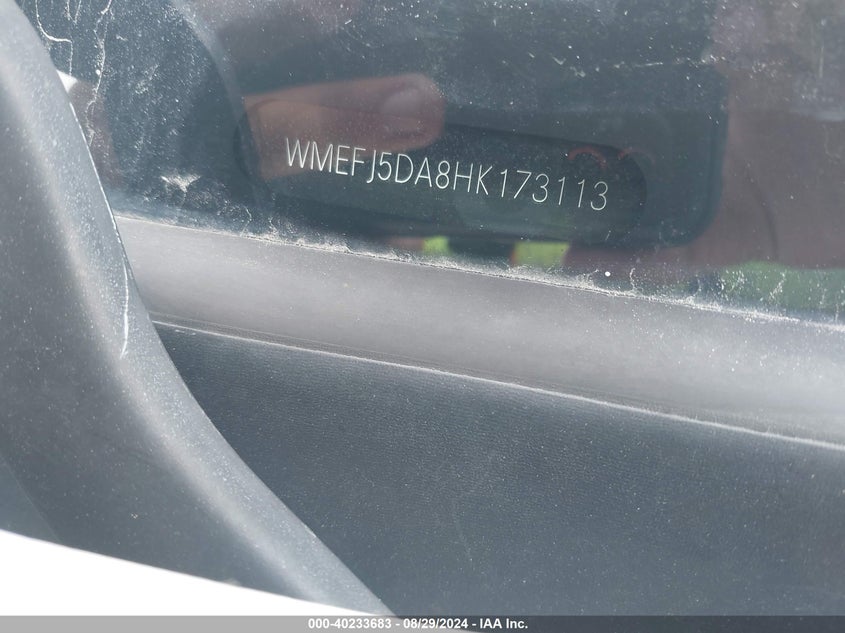 WMEFJ5DA8HK173113
000-40233683 - 08/29/2024 - IAA Inc.